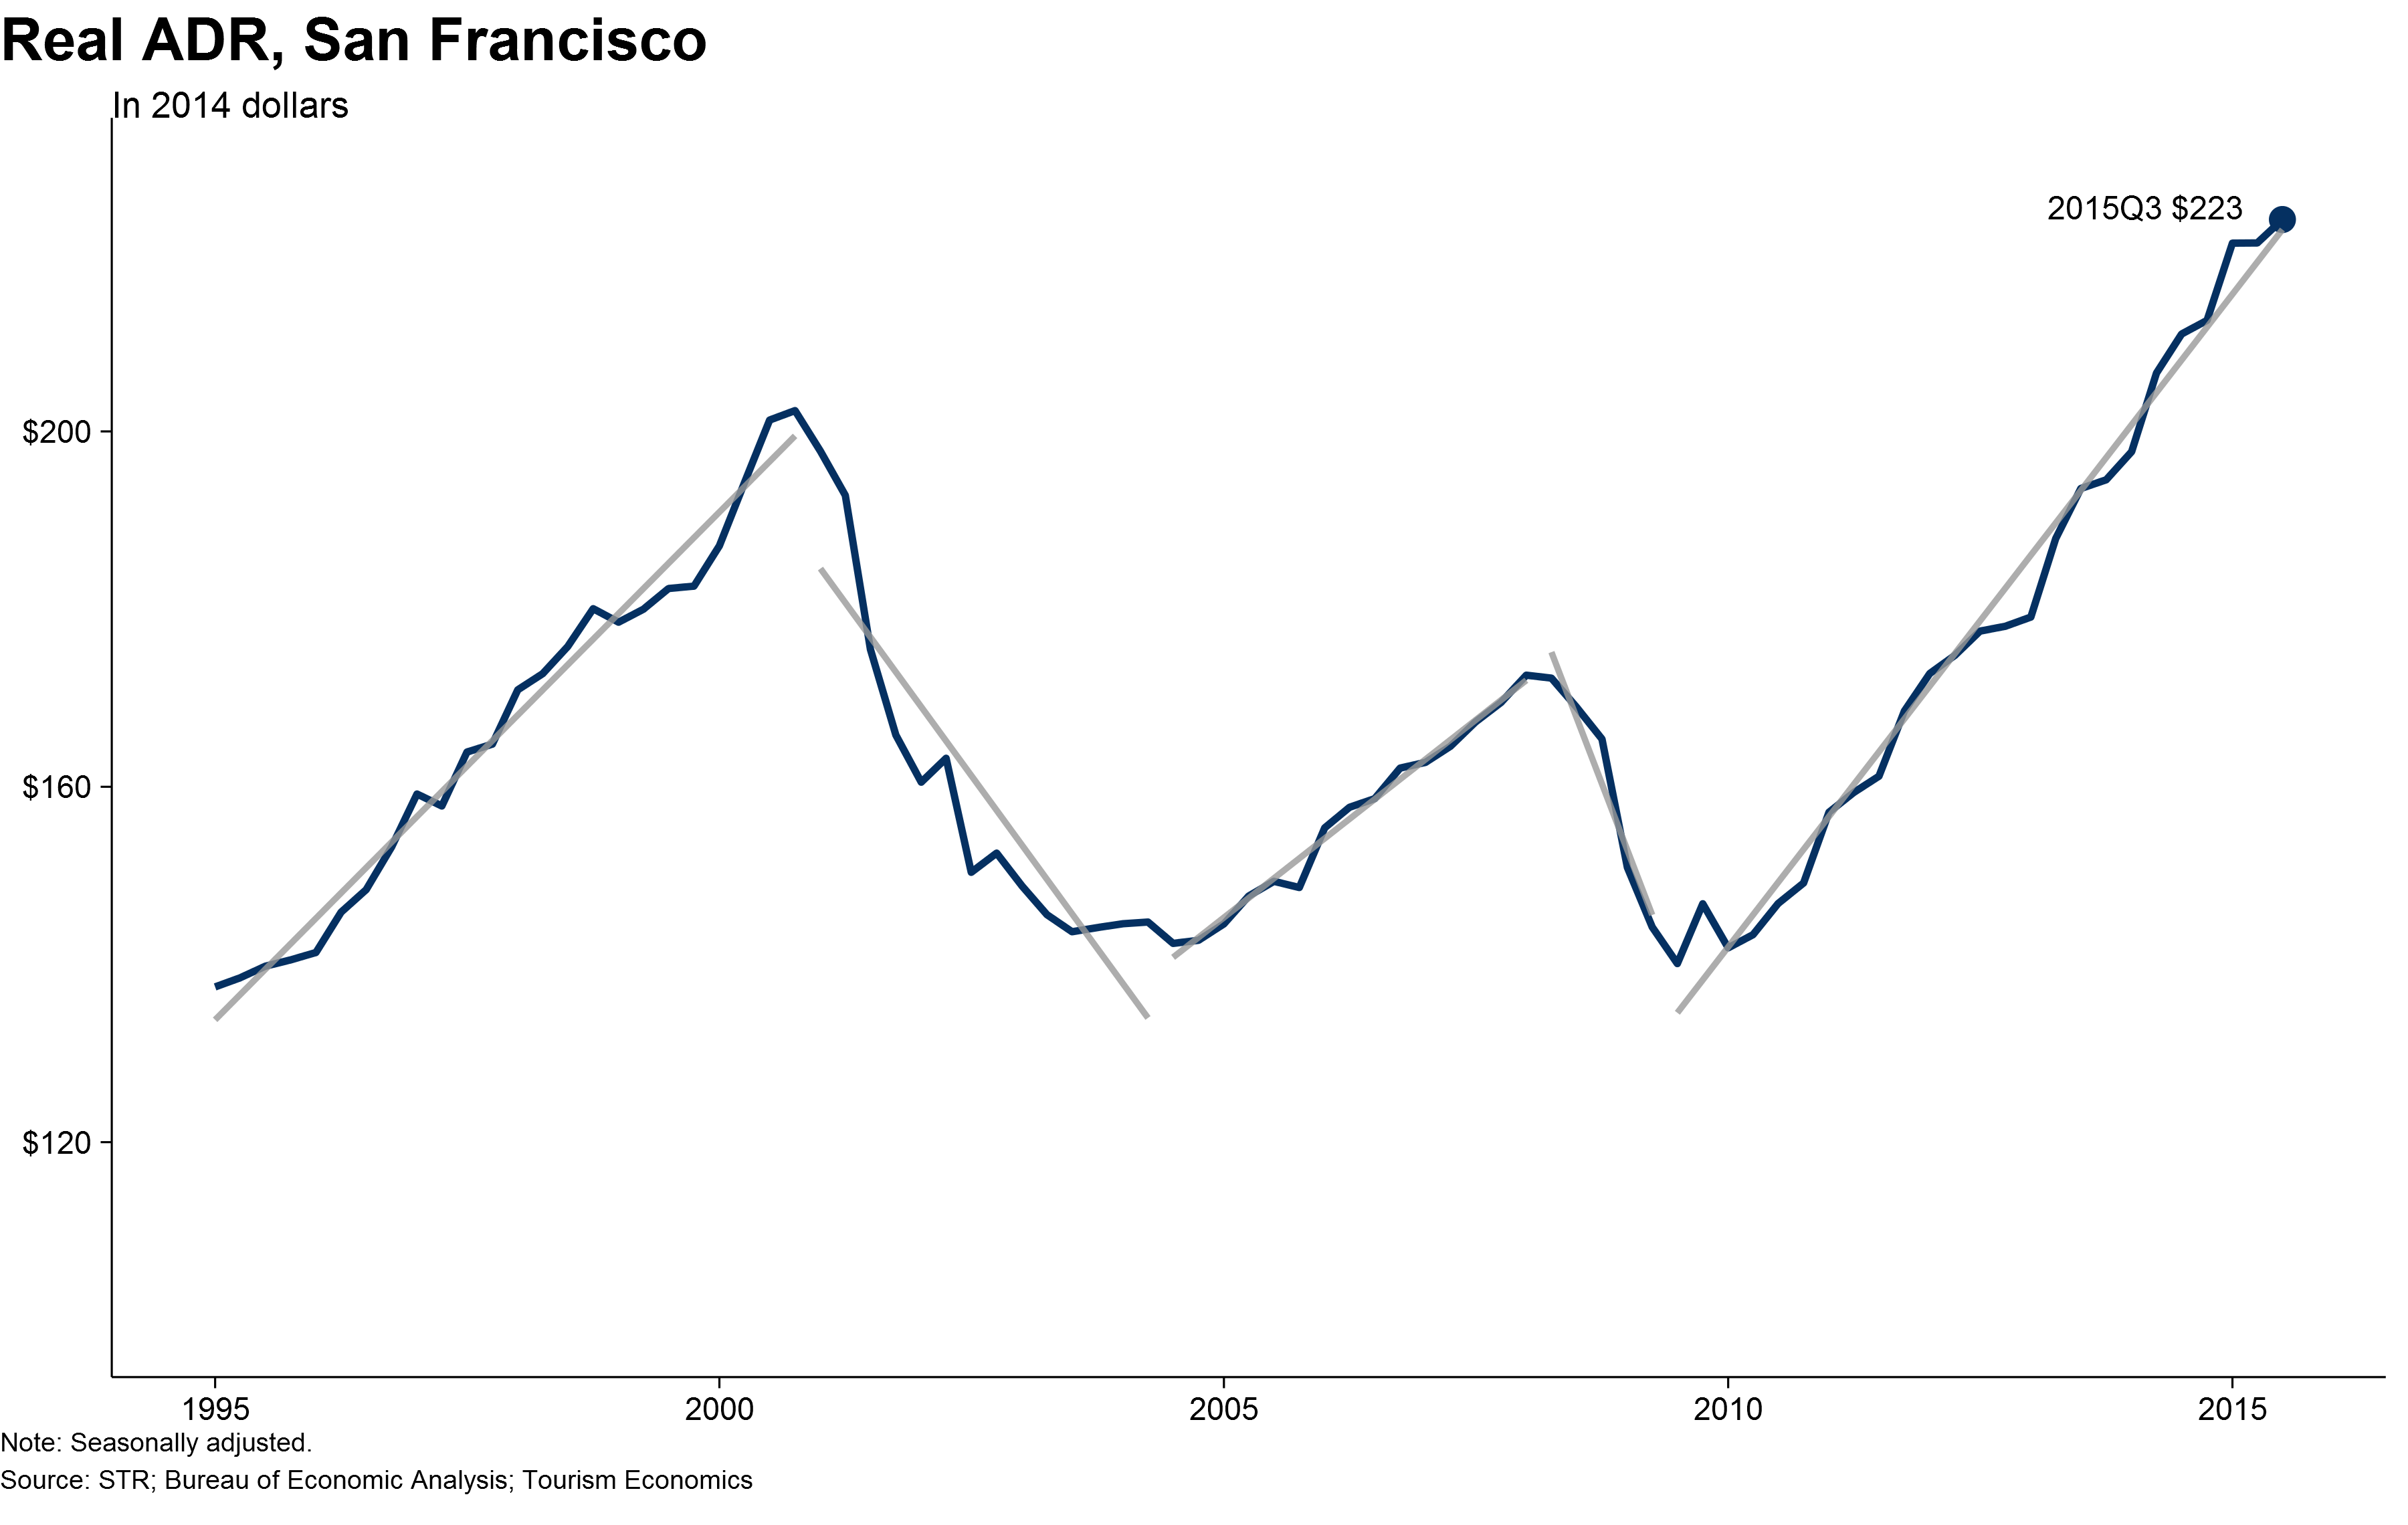 Real ADR, San Francisco
In 2014 dollars
2015Q3 $223
$200
$160
$120
1995 2000 2005 2010 2015
Note: Seasonally adjusted.
Source: STR; Bureau of Economic Analysis; Tourism Economics